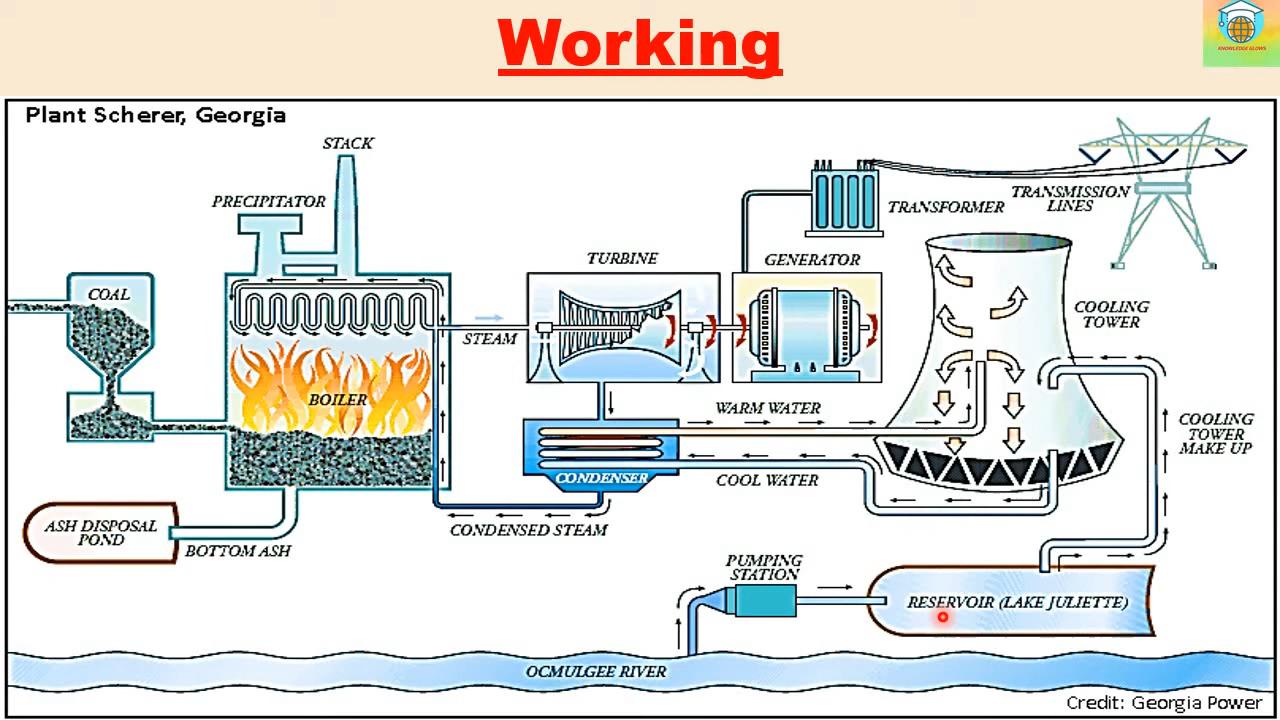 Working
KNOWLEDGE GLOWS
Plant Scherer, Georgia
STACK
PRECIPITATOR
TRANSMISSION
LINES
TRANSFORMER
TURBINE
GENERATOR
COAL
COOLING
TOWER
STEAM
BOILER
WARM WATER
COOLING
TOWER
MAKE UP
CONDENSER
COOL WATER
ASH DISPOSAL
POND
BOTTOM ASH
CONDENSED STEAM
PUMPING
STATION
RESERVOIR (LAKE JULIETTE)
OCMULGEE RIVER
Credit: Georgia Power